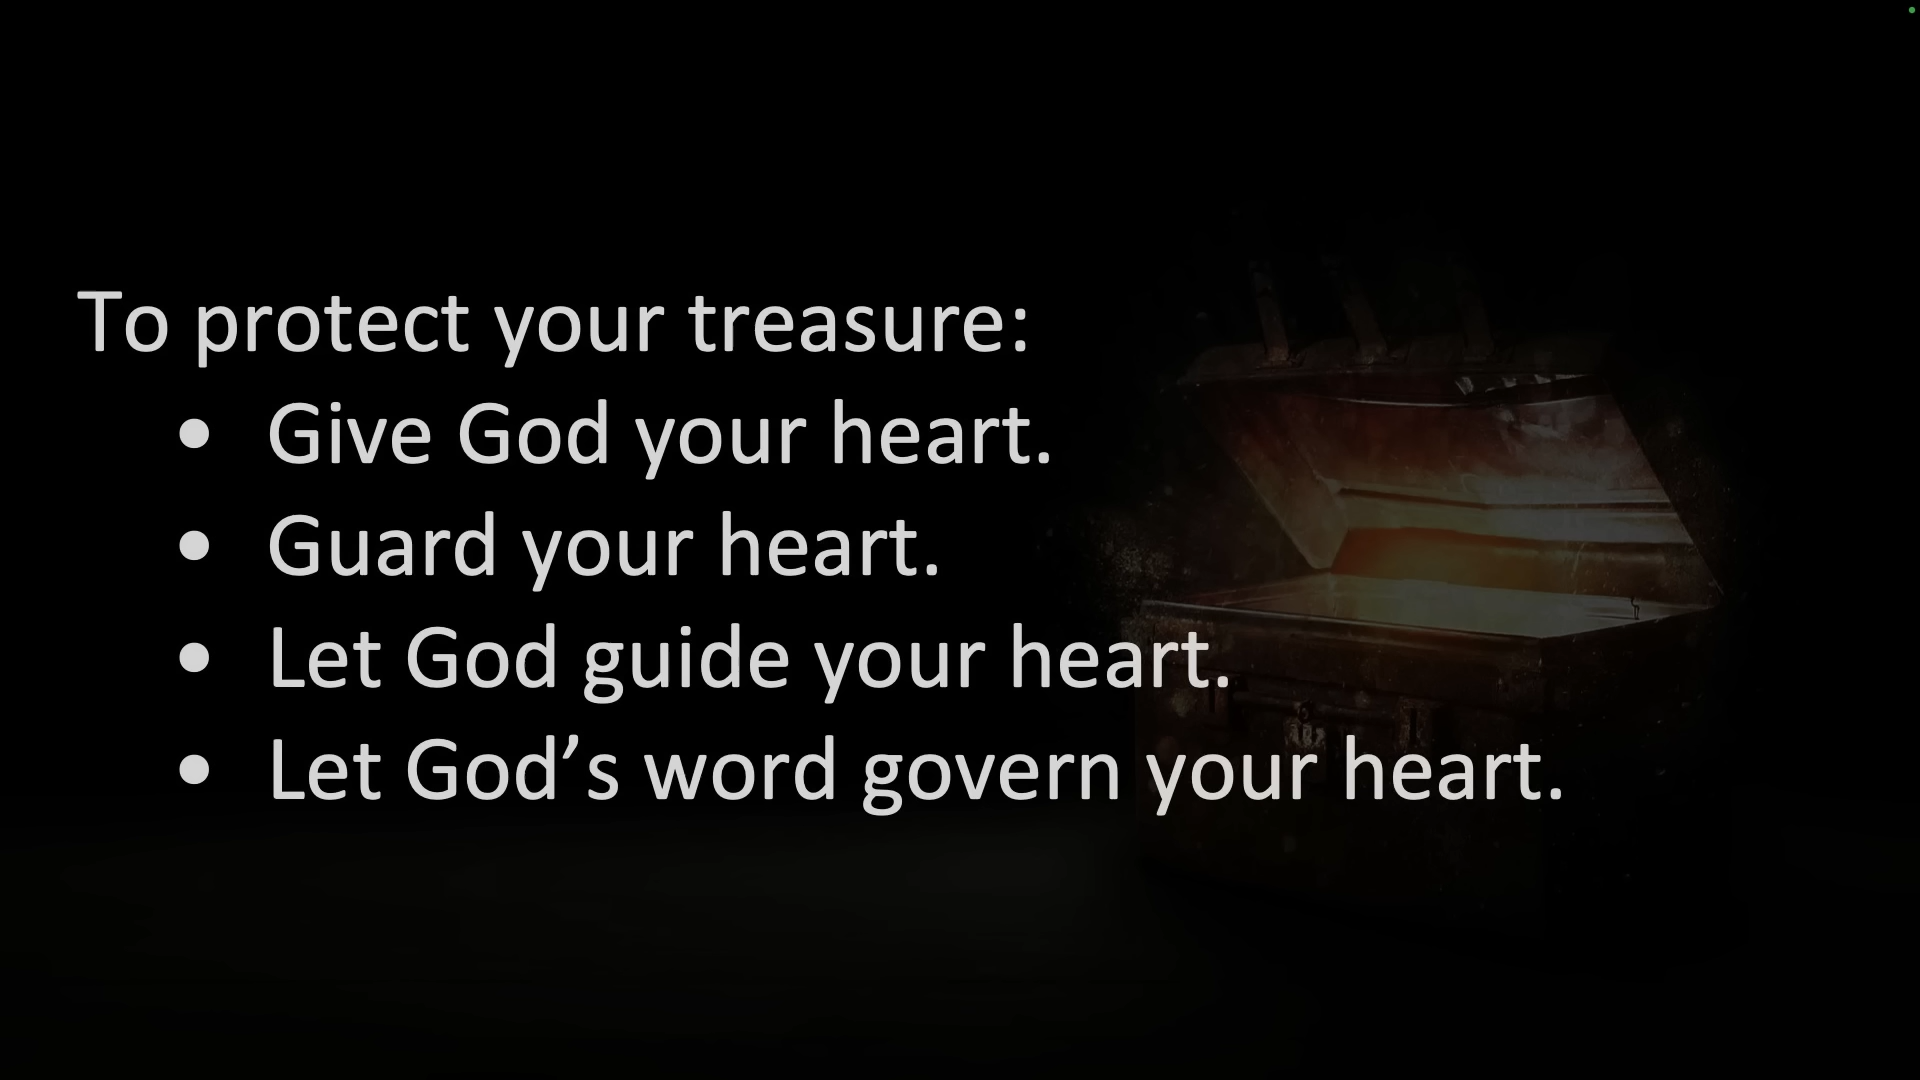 To protect your treasure:
• Give God your heart.
• Guard your heart.
• Let God guide your heart.
• Let God’s word govern your heart.